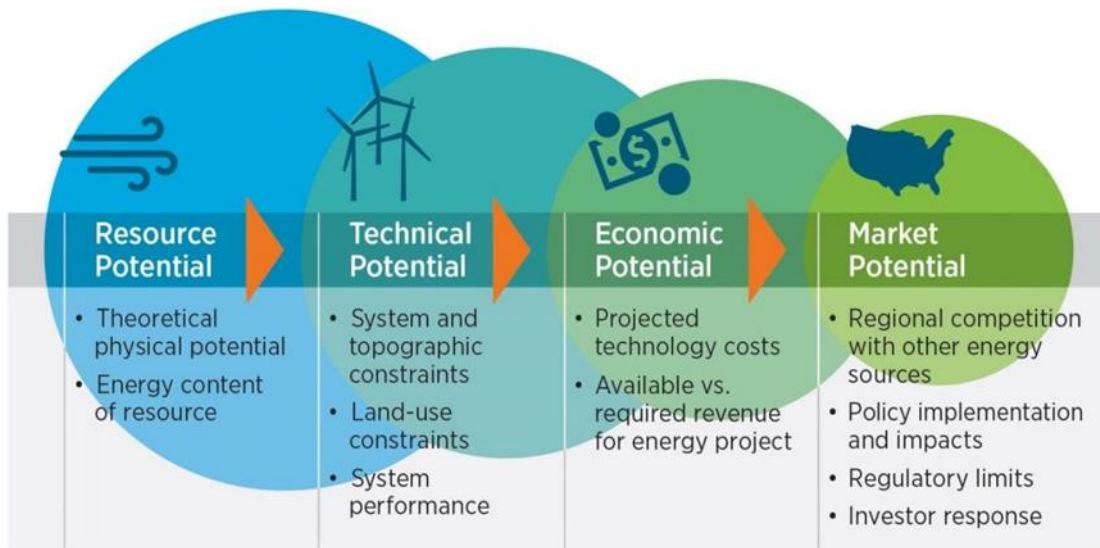 Resource
Potential
Technical
Potential
Economic
Potential
Market
Potential
• Theoretical
physical potential
• Energy content
of resource
• System and
topographic
constraints
• Land-use
constraints
• System
performance
• Projected
technology costs
• Available vs.
required revenue
for energy project
• Regional competition
with other energy
sources
• Policy implementation
and impacts
• Regulatory limits
• Investor response
$